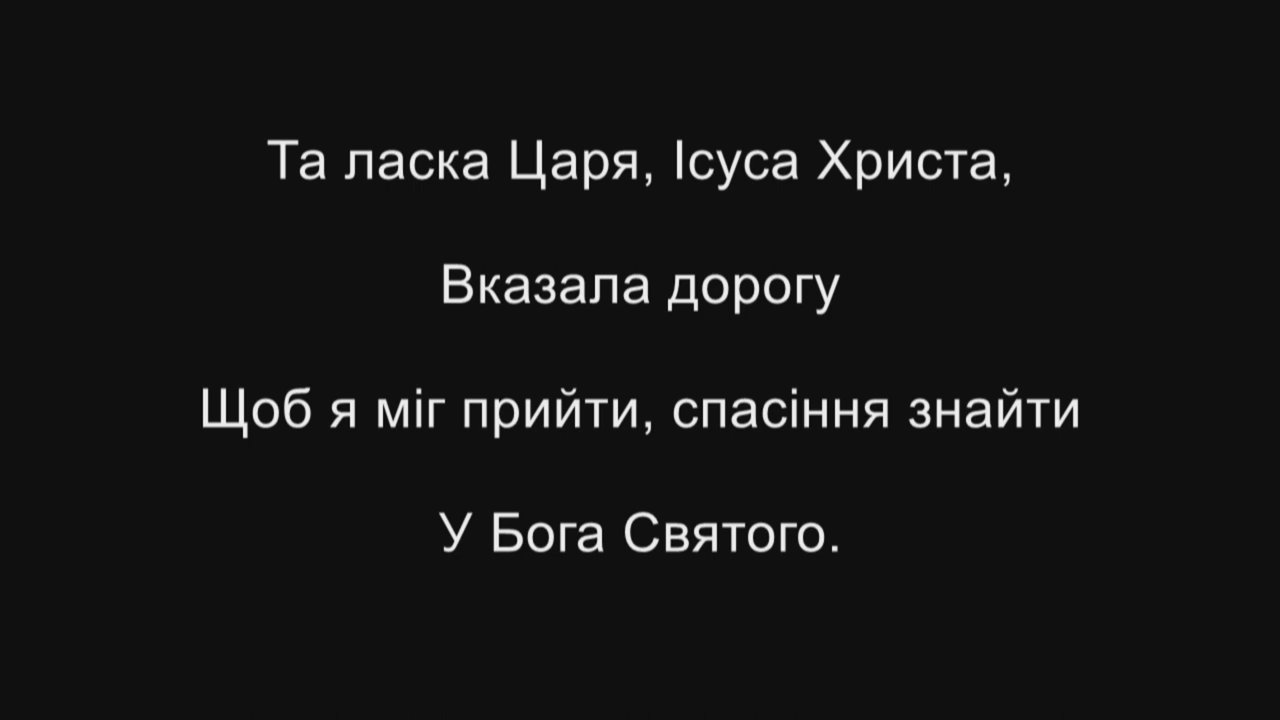 Та ласка Царя, Ісуса Христа,
Вказала дорогу
Щоб я міг прийти, спасіння знайти
У Бога Святого.